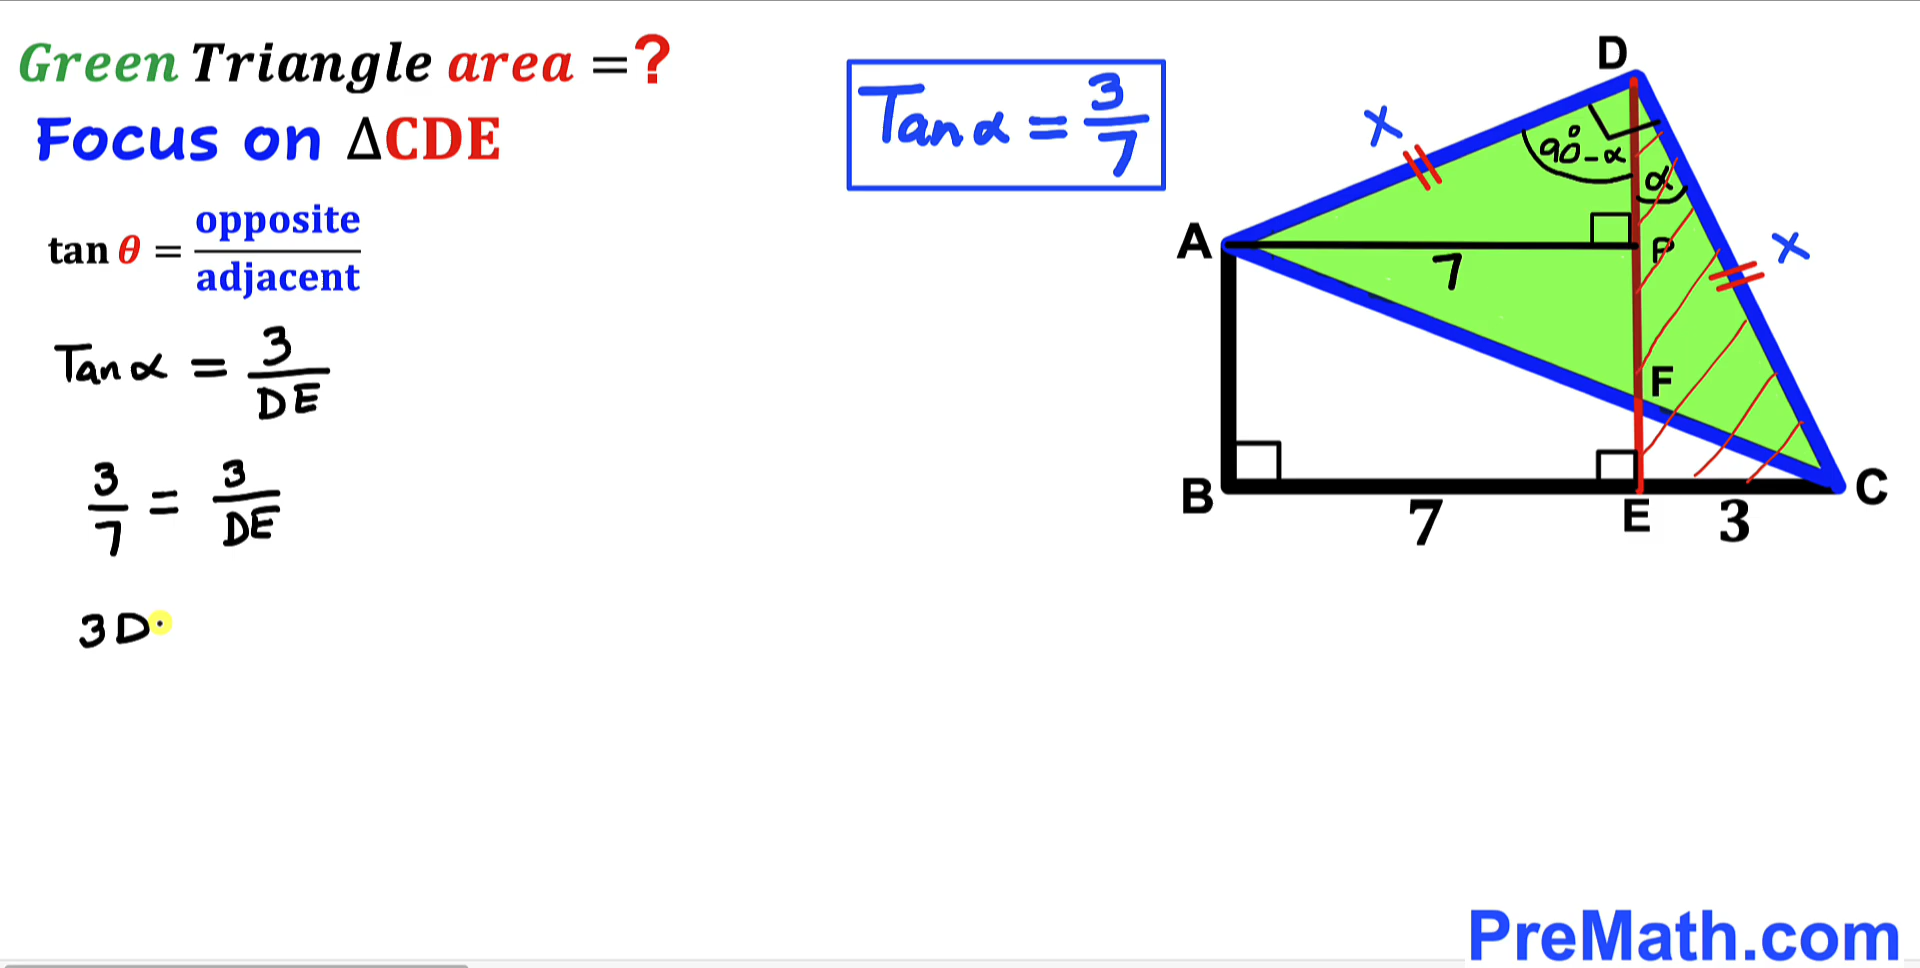 Green Triangle area = ?
Focus on ΔCDE
tan θ = opposite / adjacent
Tan α = 3 / DE
3 / 7 = 3 / DE
3D
Tan α = 3 / 7
D
x
90° - α
α
A
P
x
7
F
B
C
7
E
3
PreMath.com